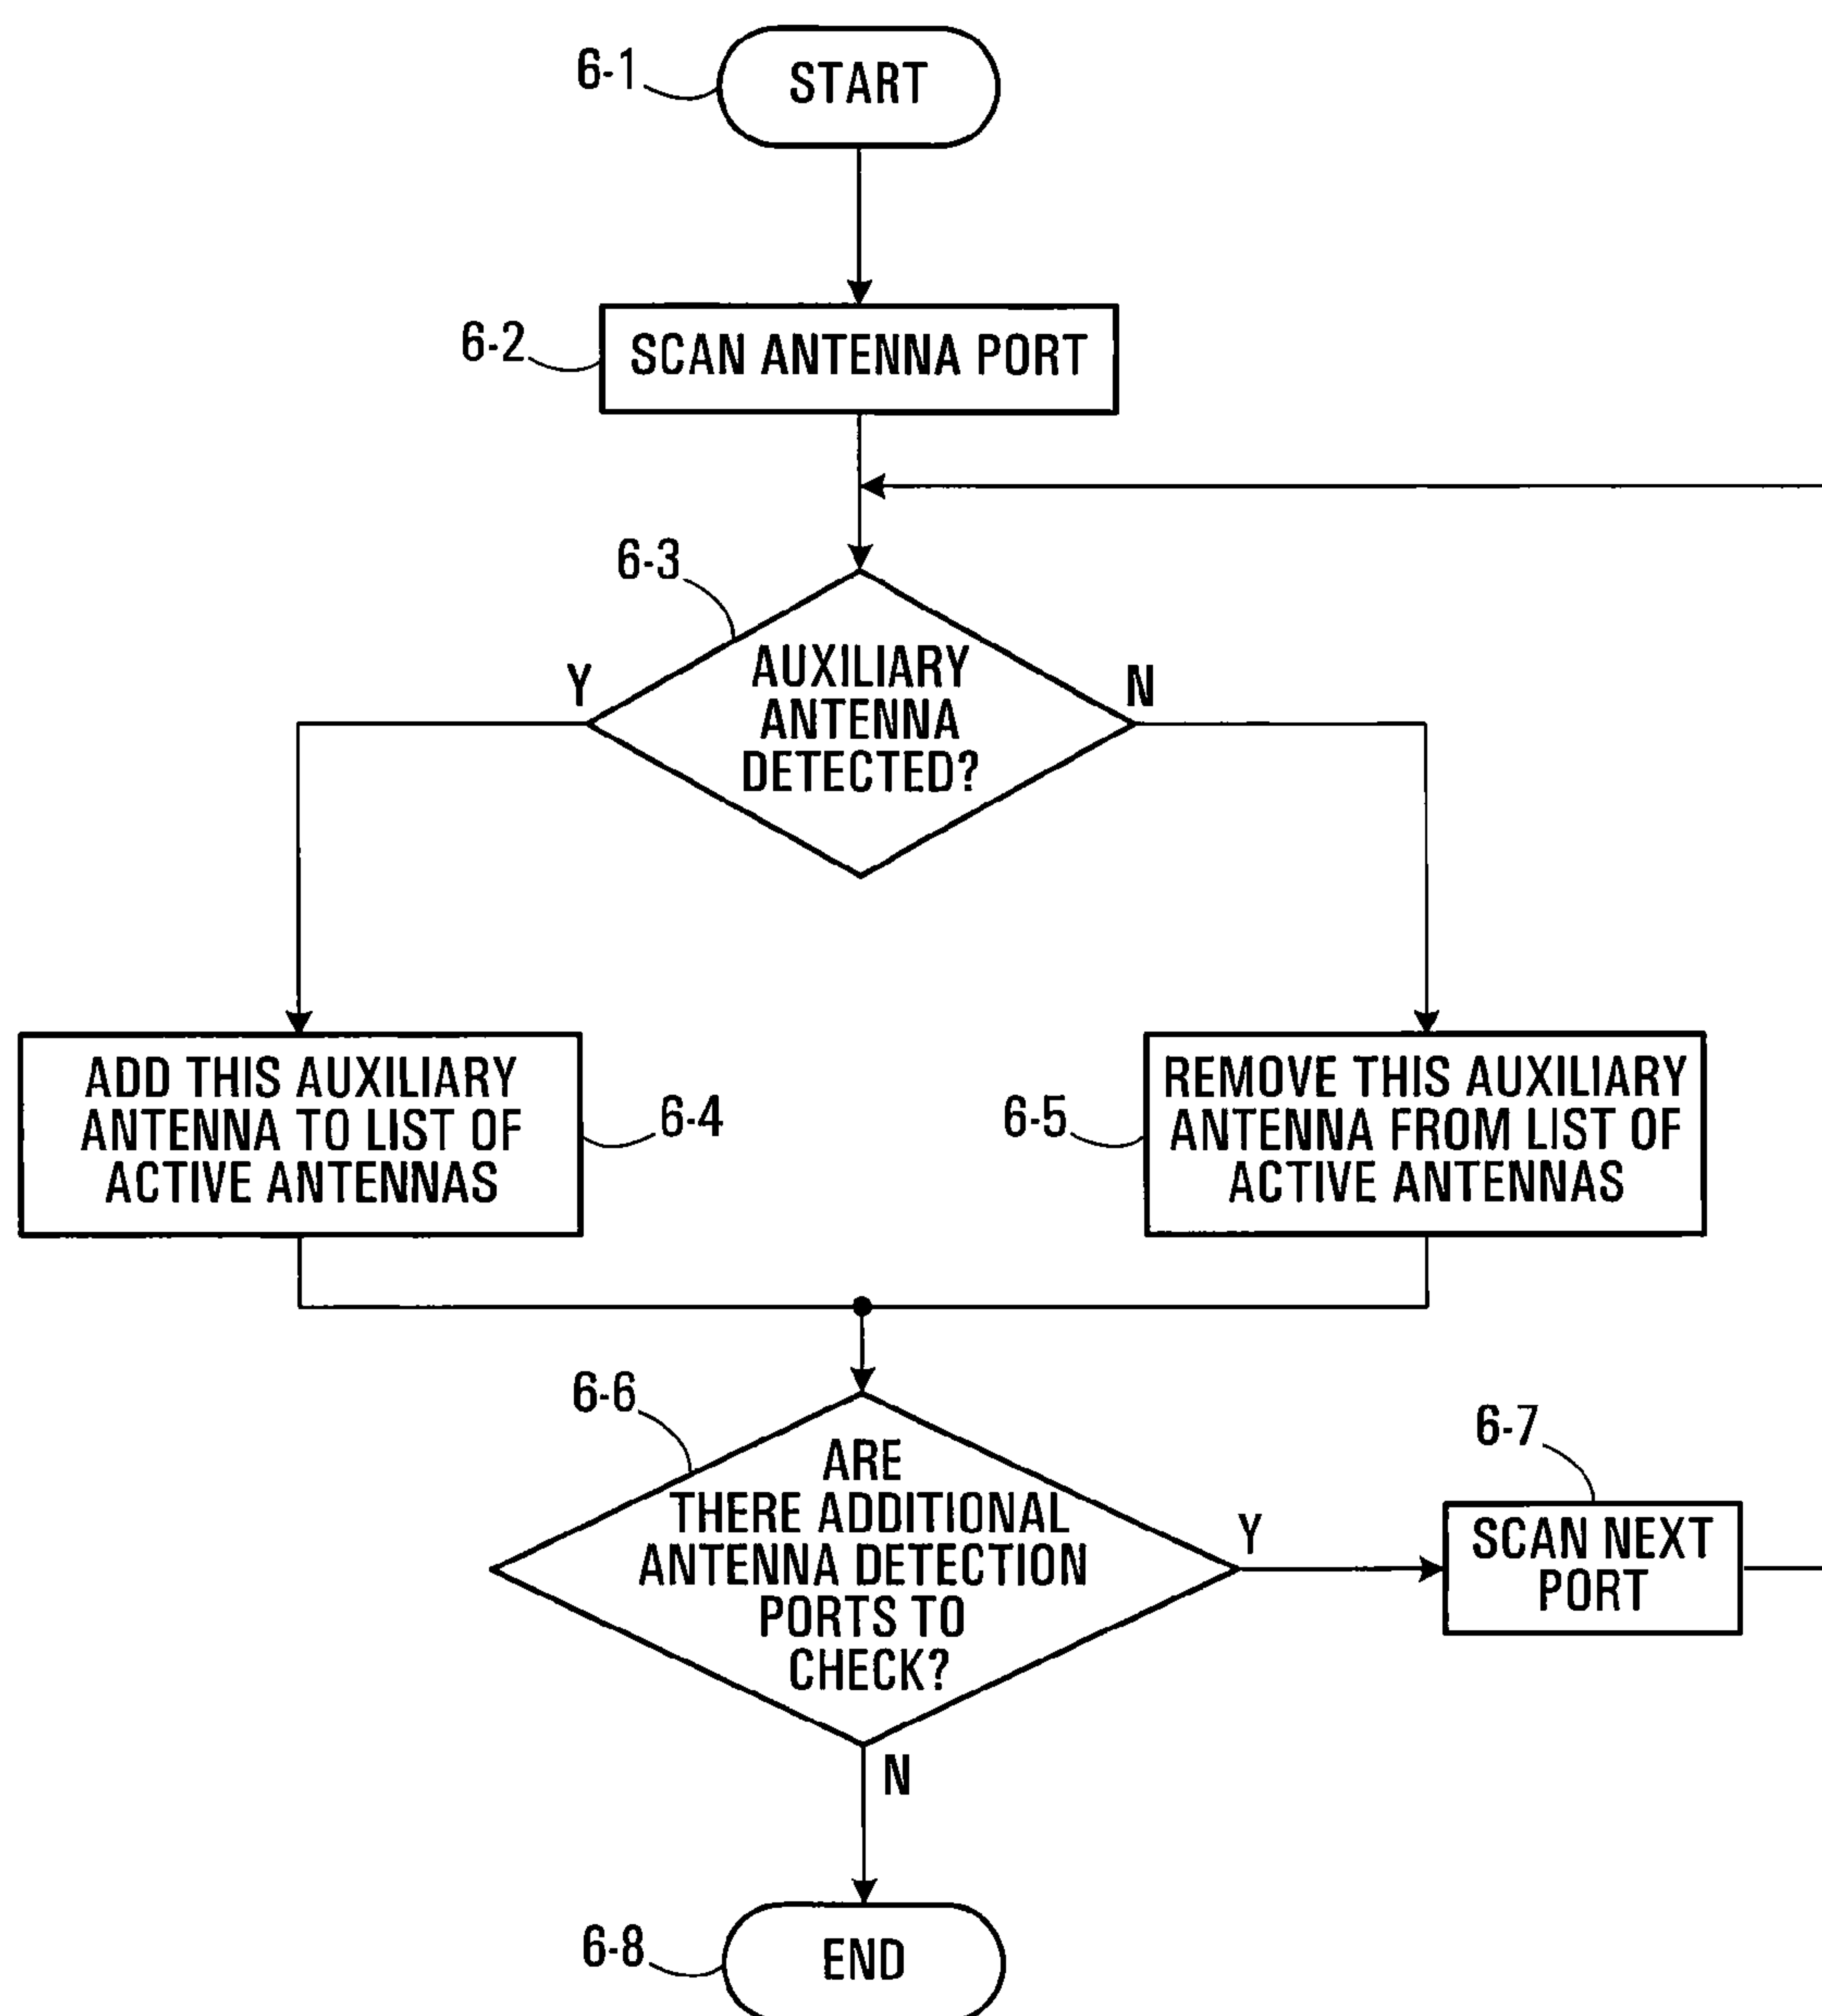 6-1
START
6-2
SCAN ANTENNA PORT
6-3
AUXILIARY
ANTENNA
DETECTED?
Y
N
ADD THIS AUXILIARY
ANTENNA TO LIST OF
ACTIVE ANTENNAS
6-4
6-5
REMOVE THIS AUXILIARY
ANTENNA FROM LIST OF
ACTIVE ANTENNAS
6-6
ARE
THERE ADDITIONAL
ANTENNA DETECTION
PORTS TO
CHECK?
Y
6-7
SCAN NEXT
PORT
N
6-8
END